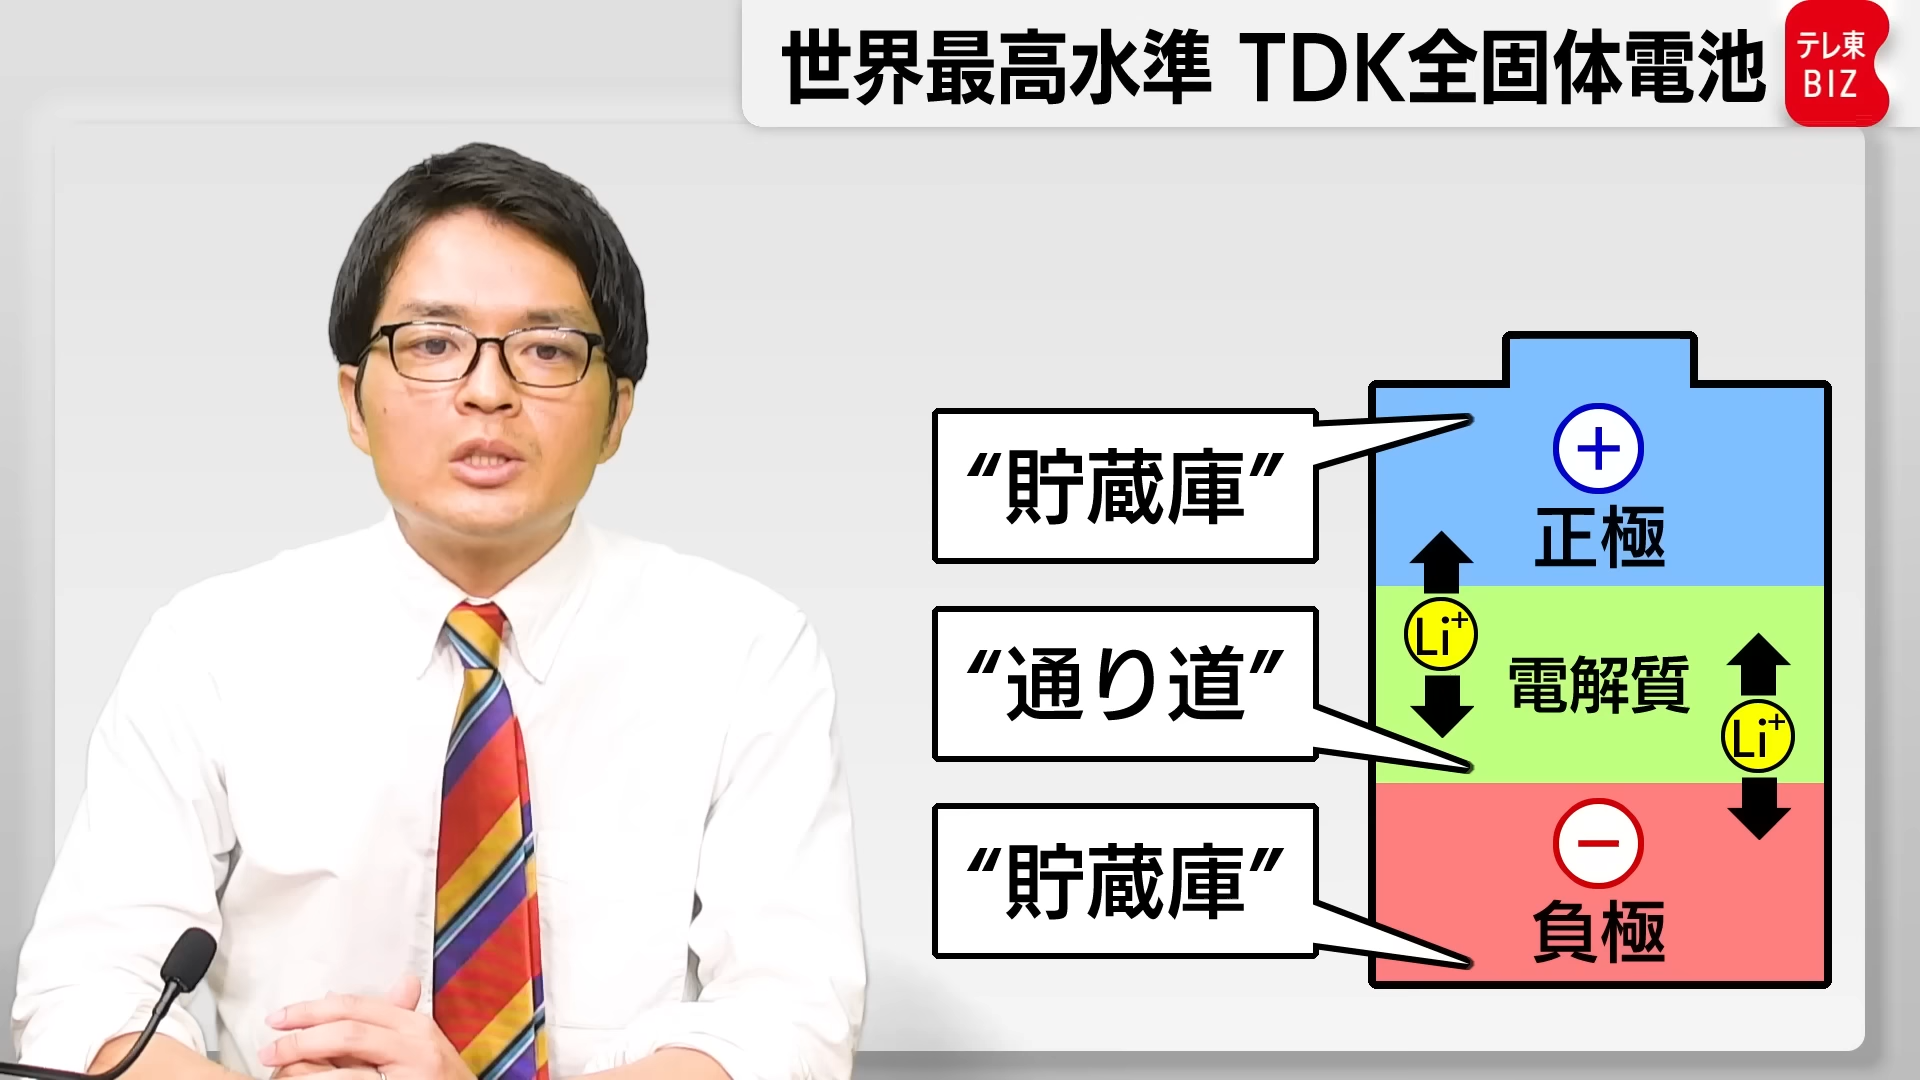 世界最高水準 TDK全固体電池
テレ東
BIZ
“貯蔵庫”
+
正極
Li+
“通り道”
電解質
Li+
“貯蔵庫”
−
負極